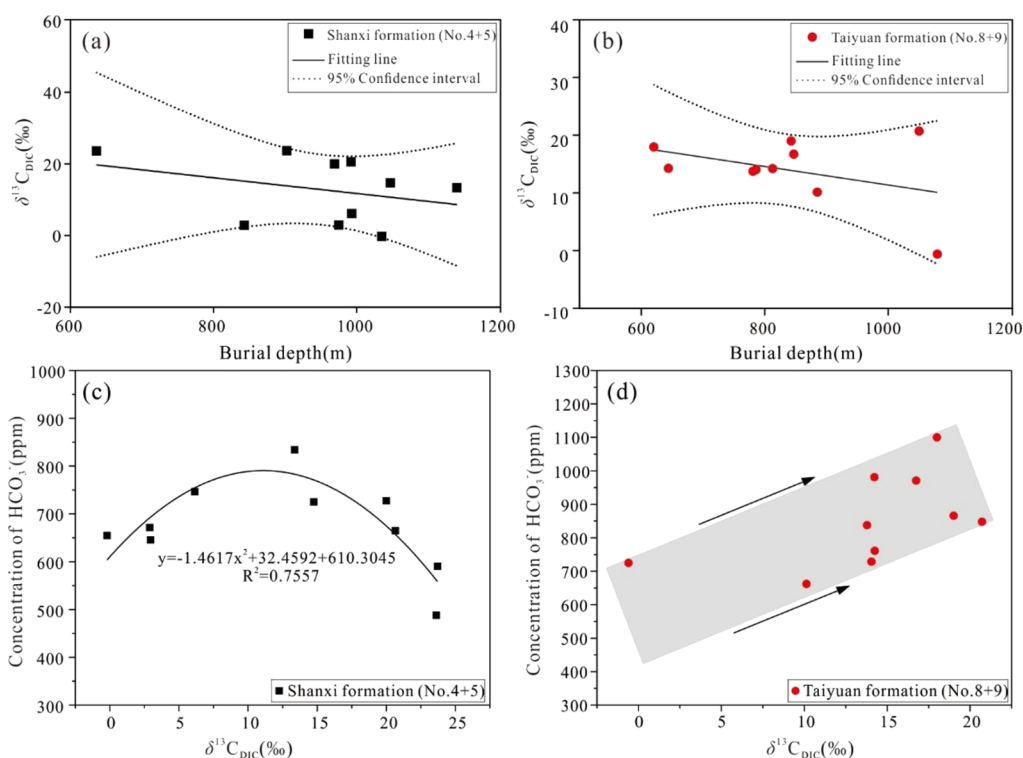 (a)
Shanxi formation (No.4+5)
Fitting line
95% Confidence interval
60
40
20
0
-20
δ¹³C_DIC(‰)
600
800
1000
1200
Burial depth(m)
(b)
Taiyuan formation (No.8+9)
Fitting line
95% Confidence interval
40
30
20
10
0
-10
δ¹³C_DIC(‰)
600
800
1000
1200
Burial depth(m)
(c)
1000
900
800
700
600
500
400
300
Concentration of HCO₃⁻(ppm)
y=-1.4617x²+32.4592+610.3045
R²=0.7557
Shanxi formation (No.4+5)
0
5
10
15
20
25
δ¹³C_DIC(‰)
(d)
1300
1200
1100
1000
900
800
700
600
500
400
300
Concentration of HCO₃⁻(ppm)
Taiyuan formation (No.8+9)
0
5
10
15
20
δ¹³C_DIC(‰)